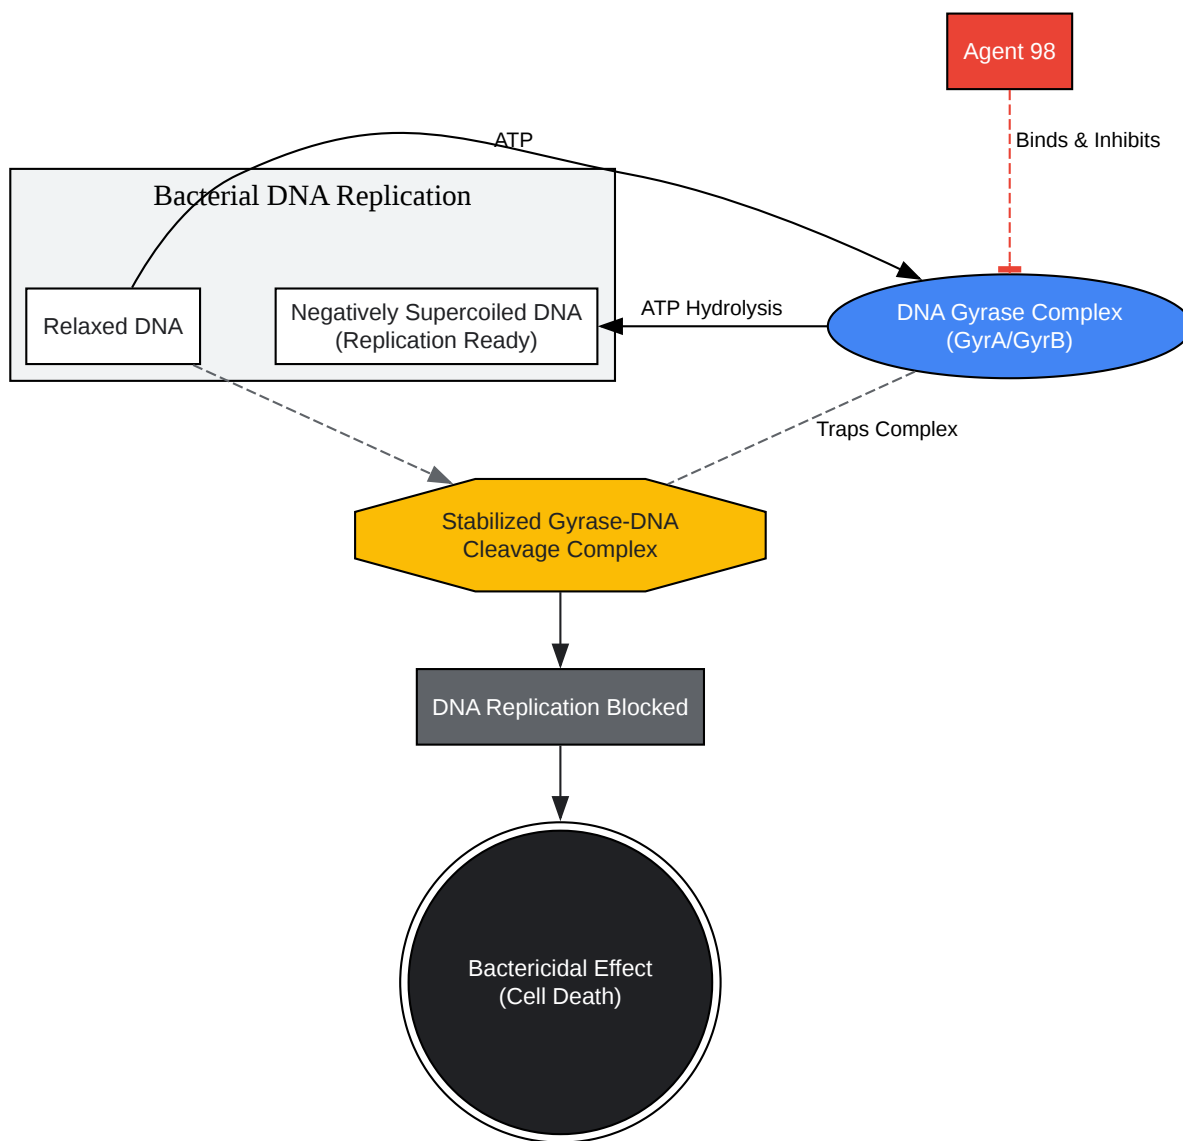 Agent 98
ATP
Binds & Inhibits
Bacterial DNA Replication
Relaxed DNA
Negatively Supercoiled DNA
(Replication Ready)
ATP Hydrolysis
DNA Gyrase Complex
(GyrA/GyrB)
Traps Complex
Stabilized Gyrase-DNA
Cleavage Complex
DNA Replication Blocked
Bactericidal Effect
(Cell Death)